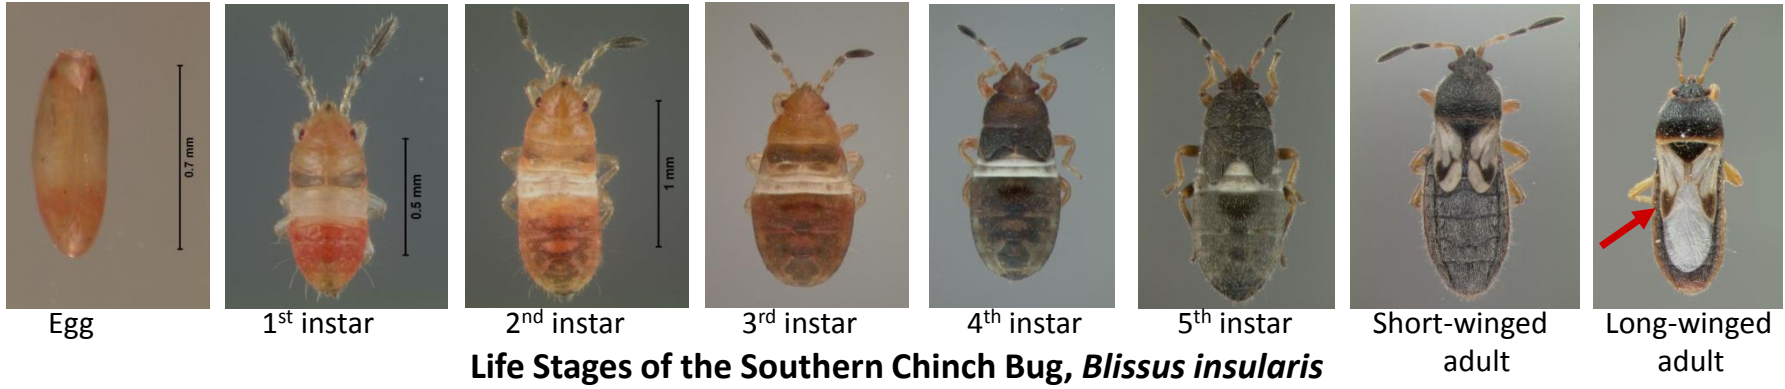 0.7 mm
0.5 mm
1 mm
Egg
1st instar
2nd instar
3rd instar
4th instar
5th instar
Short-winged
adult
Long-winged
adult
Life Stages of the Southern Chinch Bug, Blissus insularis